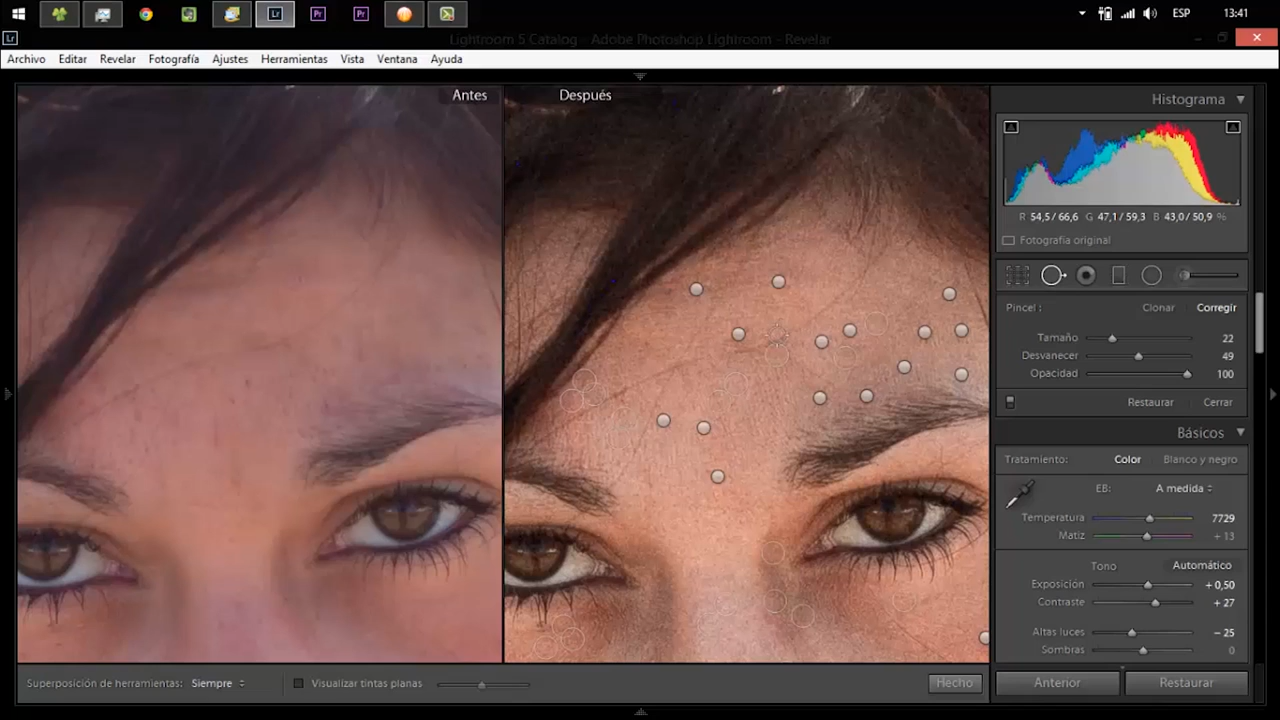 ESP 13:41
Lr Lightroom 5 Catalog - Adobe Photoshop Lightroom - Revelar
Archivo Editar Revelar Fotografía Ajustes Herramientas Vista Ventana Ayuda
Antes Después
Histograma
R 54,5 / 66,6 G 47,1 / 59,3 B 43,0 / 50,9 %
Fotografía original
Pincel : Clonar Corregir
Tamaño 22
Desvanecer 49
Opacidad 100
Restaurar Cerrar
Básicos
Tratamiento: Color Blanco y negro
EB: A medida
Temperatura 7729
Matiz + 13
Tono Automático
Exposición + 0,50
Contraste + 27
Altas luces − 25
Sombras 0
Superposición de herramientas: Siempre Visualizar tintas planas Hecho
Anterior Restaurar